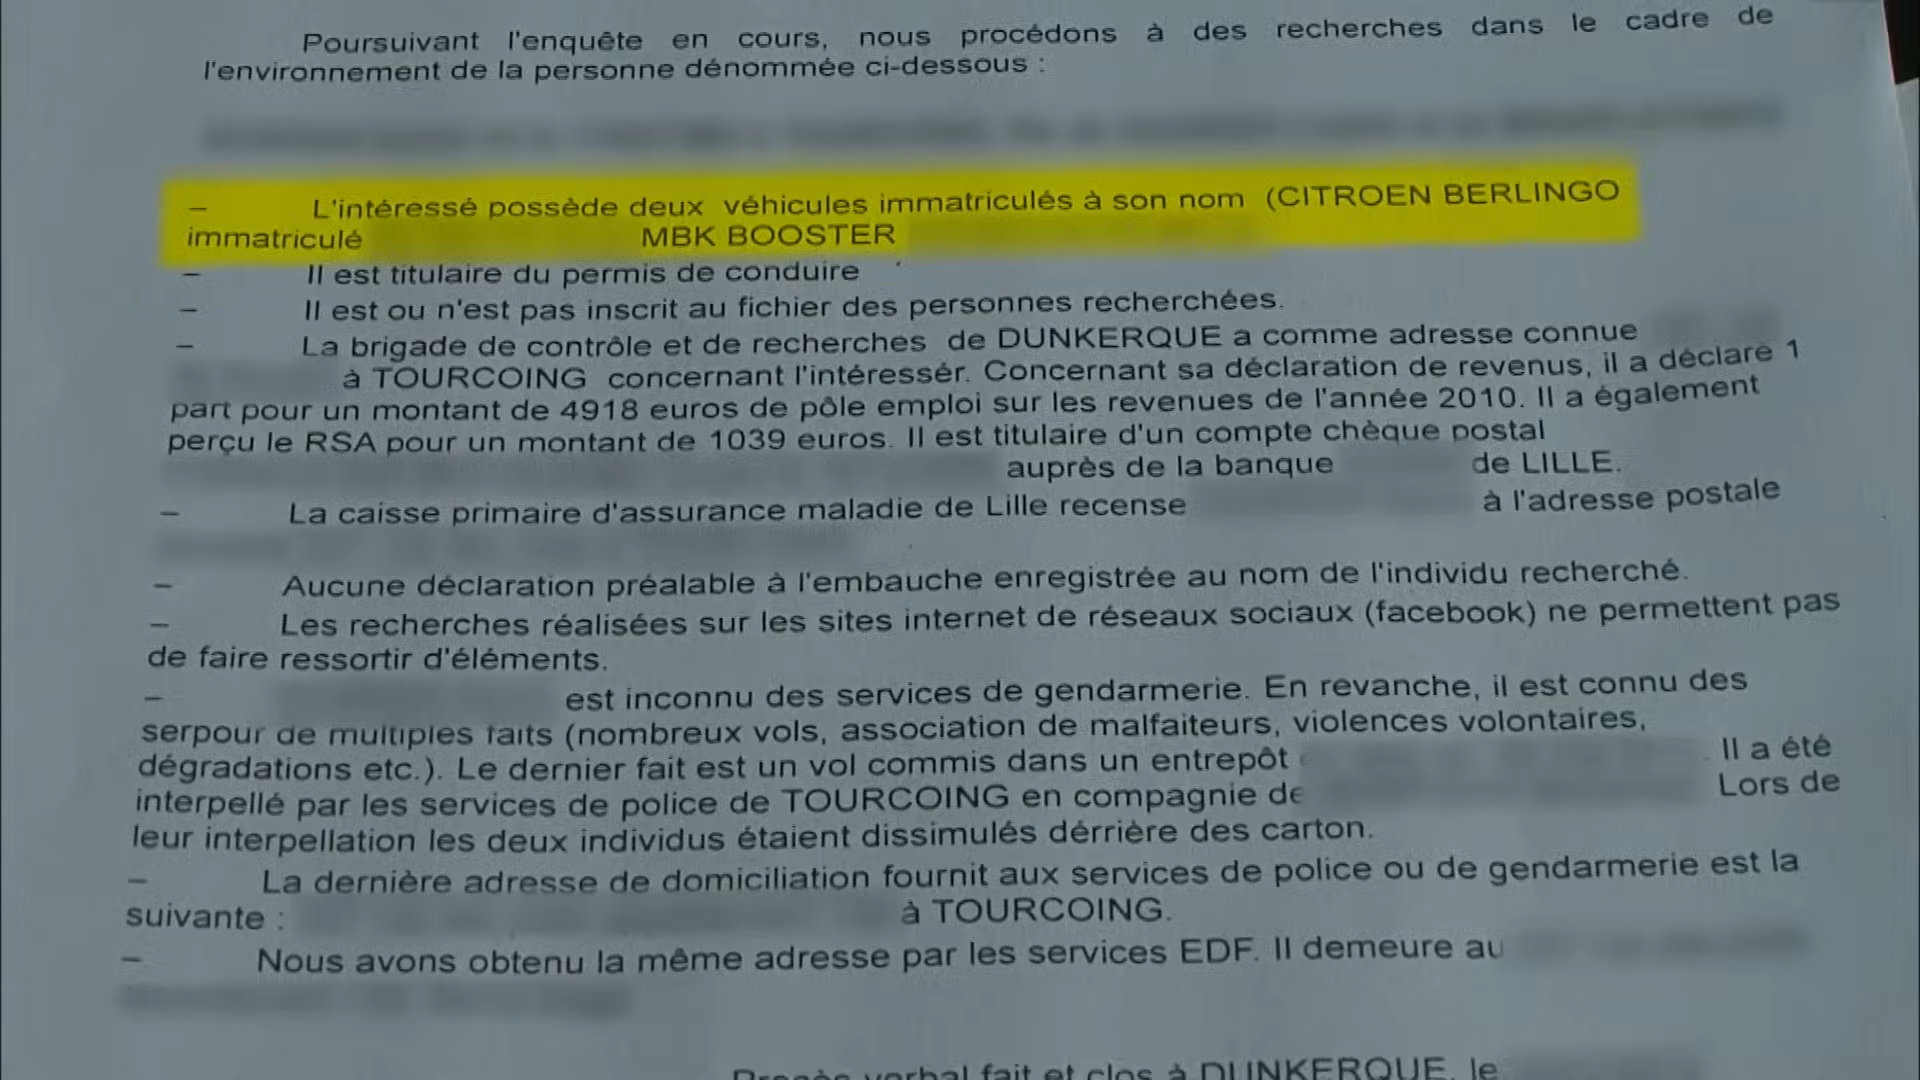 Poursuivant l'enquête en cours, nous procédons à des recherches dans le cadre de
l'environnement de la personne dénommée ci-dessous :
– L'intéressé possède deux véhicules immatriculés à son nom (CITROEN BERLINGO
immatriculé MBK BOOSTER
– Il est titulaire du permis de conduire
– Il est ou n'est pas inscrit au fichier des personnes recherchées.
– La brigade de contrôle et de recherches de DUNKERQUE a comme adresse connue
à TOURCOING concernant l'intéressér. Concernant sa déclaration de revenus, il a déclaré 1
part pour un montant de 4918 euros de pôle emploi sur les revenues de l'année 2010. Il a également
perçu le RSA pour un montant de 1039 euros. Il est titulaire d'un compte chèque postal
auprès de la banque de LILLE.
– La caisse primaire d'assurance maladie de Lille recense à l'adresse postale
– Aucune déclaration préalable à l'embauche enregistrée au nom de l'individu recherché.
– Les recherches réalisées sur les sites internet de réseaux sociaux (facebook) ne permettent pas
de faire ressortir d'éléments.
– est inconnu des services de gendarmerie. En revanche, il est connu des
serpour de multiples faits (nombreux vols, association de malfaiteurs, violences volontaires,
dégradations etc.). Le dernier fait est un vol commis dans un entrepôt . Il a été
interpellé par les services de police de TOURCOING en compagnie de Lors de
leur interpellation les deux individus étaient dissimulés dérrière des carton.
– La dernière adresse de domiciliation fournit aux services de police ou de gendarmerie est la
suivante : à TOURCOING.
– Nous avons obtenu la même adresse par les services EDF. Il demeure au
Procès verbal fait et clos à DUNKERQUE, le